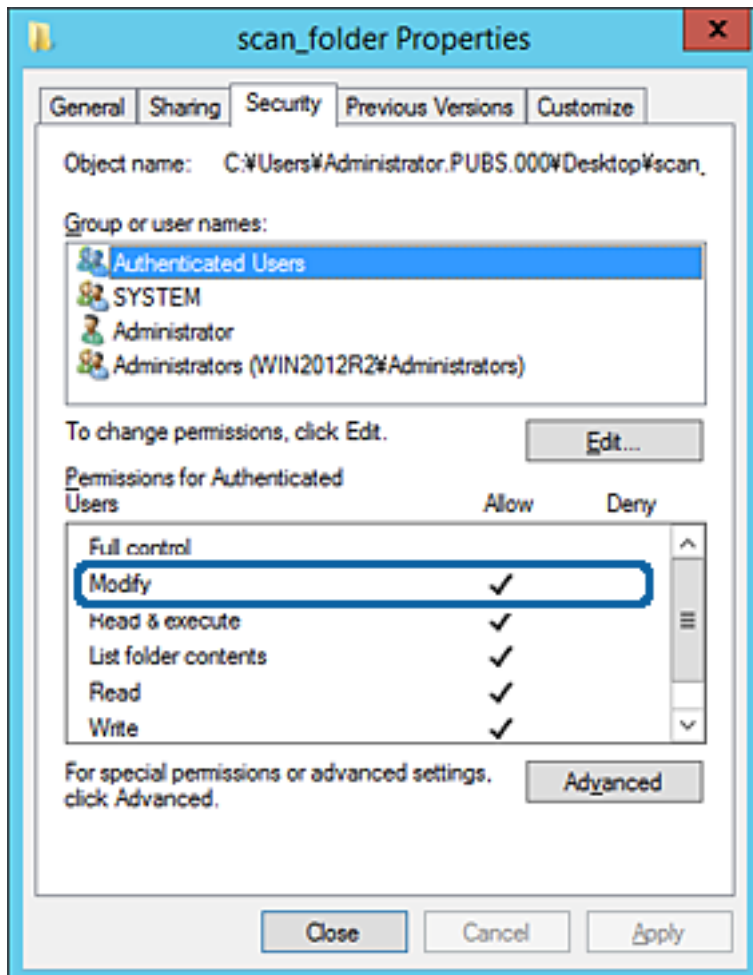 scan_folder Properties
x
General Sharing Security Previous Versions Customize
Object name: C:¥Users¥Administrator.PUBS.000¥Desktop¥scan_
Group or user names:
Authenticated Users
SYSTEM
Administrator
Administrators (WIN2012R2¥Administrators)
To change permissions, click Edit.
Edit...
Permissions for Authenticated
Users Allow Deny
Full control
Modify
Read & execute
List folder contents
Read
Write
For special permissions or advanced settings,
click Advanced.
Advanced
Close Cancel Apply